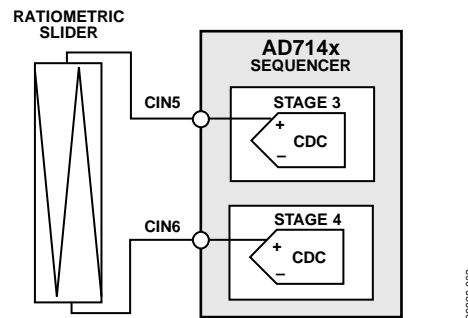 RATIOMETRIC
SLIDER
AD714x
SEQUENCER
CIN5
STAGE 3
+
CDC
–
CIN6
STAGE 4
+
CDC
–